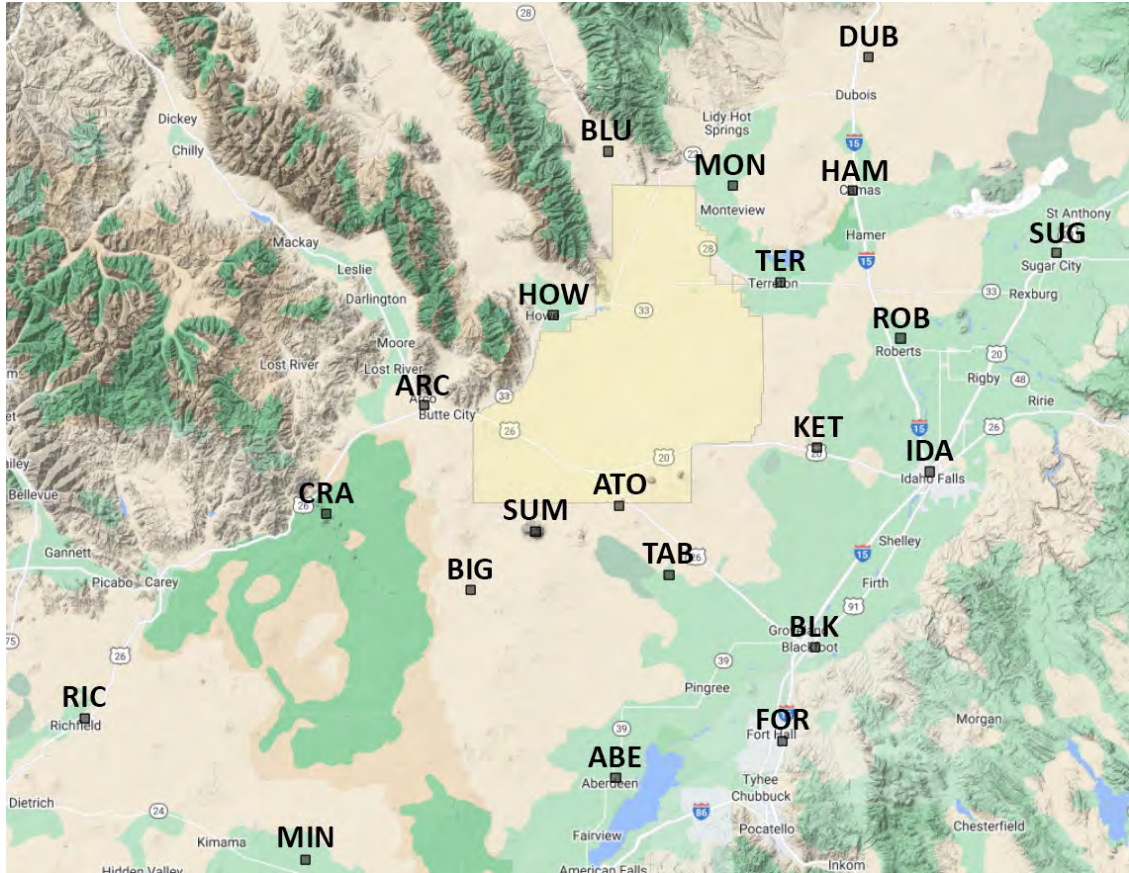 28
DUB
Dubois
Dickey
Chilly
BLU
Lidy Hot
Springs
15
22
MON
HAM
Camas
Monteview
St Anthony
Mackay
Hamer
SUG
Leslie
28
15
Sugar City
TER
Terreton
Darlington
HOW
Howe
33
33
Rexburg
Moore
ROB
Roberts
20
Lost River
Lost River
Rigby
48
ARC
Arco
Butte City
33
Ririe
26
KET
15
26
20
20
IDA
Idaho Falls
Bellevue
CRA
26
ATO
SUM
Shelley
Gannett
TAB
26
15
Picabo
Carey
BIG
Firth
91
BLK
Blackfoot
75
26
39
RIC
Richfield
Pingree
FOR
Fort Hall
Morgan
39
ABE
Aberdeen
Tyhee
Chubbuck
Dietrich
24
86
Pocatello
Chesterfield
MIN
Kimama
Fairview
Hidden Valley
American Falls
Inkom